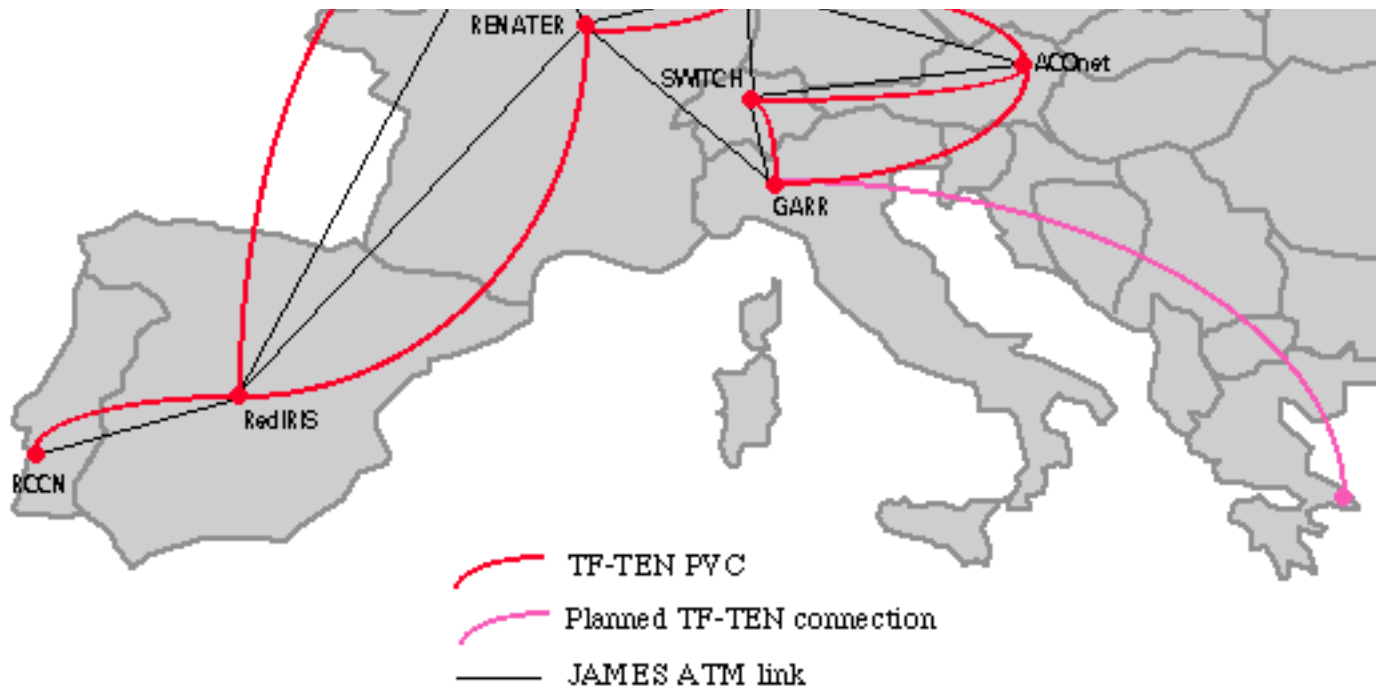 RENATER
ACOnet
SWITCH
GARR
RedIRIS
RCCN
TF-TEN PVC
Planned TF-TEN connection
JAMES ATM link